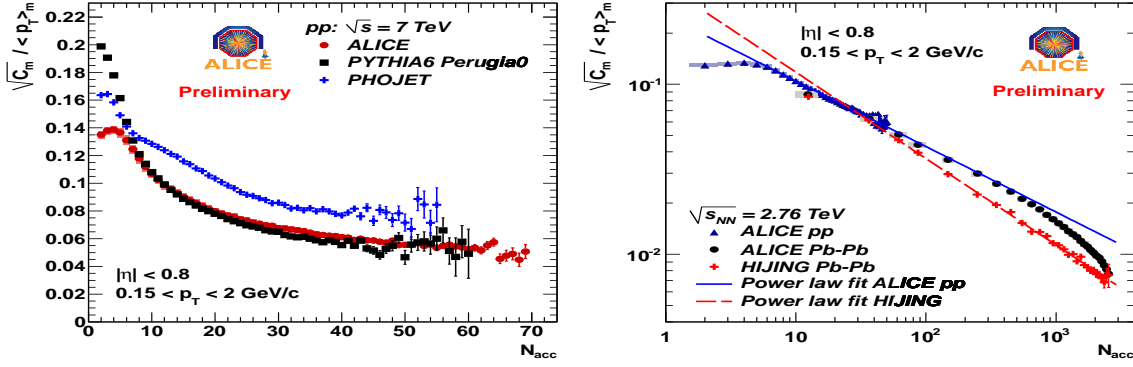 √C_m / < p_T >_m
0.22
0.2
0.18
0.16
0.14
0.12
0.1
0.08
0.06
0.04
0.02
0
pp: √s = 7 TeV
ALICE
PYTHIA6 Perugia0
PHOJET
ALICE
Preliminary
|η| < 0.8
0.15 < p_T < 2 GeV/c
0 10 20 30 40 50 60 70
N_acc
√C_m / < p_T >_m
10⁻¹
10⁻²
|η| < 0.8
0.15 < p_T < 2 GeV/c
ALICE
Preliminary
√s_NN = 2.76 TeV
ALICE pp
ALICE Pb-Pb
HIJING Pb-Pb
Power law fit ALICE pp
Power law fit HIJING
1 10 10² 10³
N_acc